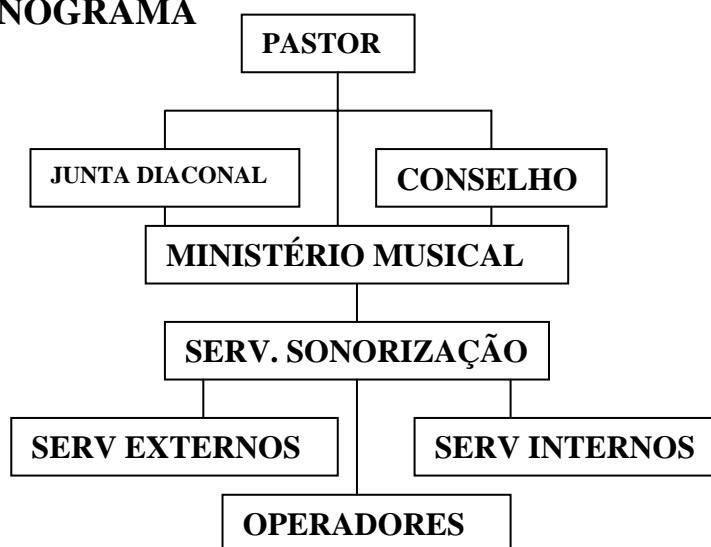 NOGRAMA
PASTOR
JUNTA DIACONAL
CONSELHO
MINISTÉRIO MUSICAL
SERV. SONORIZAÇÃO
SERV EXTERNOS
SERV INTERNOS
OPERADORES